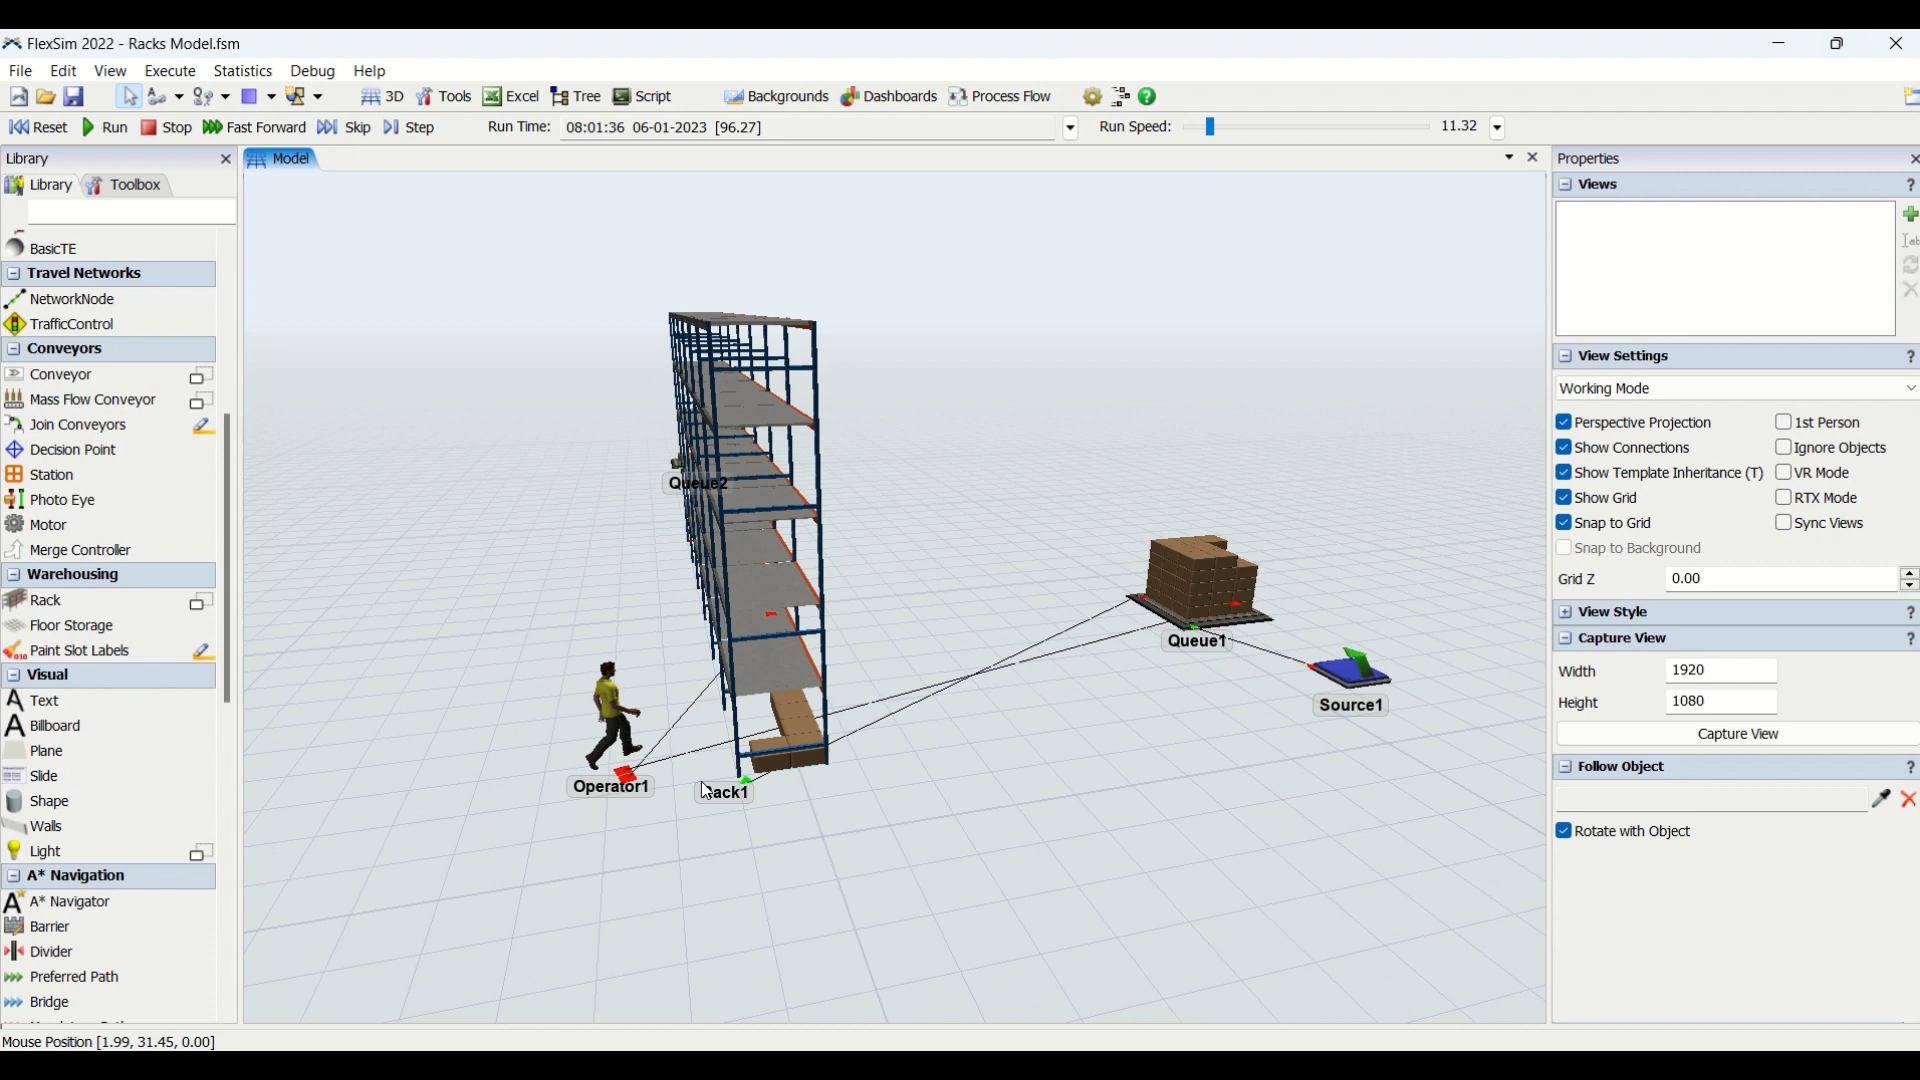 FlexSim 2022 - Racks Model.fsm
File Edit View Execute Statistics Debug Help
3D Tools Excel Tree Script Backgrounds Dashboards Process Flow
Reset Run Stop Fast Forward Skip Step Run Time: 08:01:36 06-01-2023 [96.27] Run Speed: 11.32
Library
Library Toolbox
BasicTE
Travel Networks
NetworkNode
TrafficControl
Conveyors
Conveyor
Mass Flow Conveyor
Join Conveyors
Decision Point
Station
Photo Eye
Motor
Merge Controller
Warehousing
Rack
Floor Storage
Paint Slot Labels
Visual
Text
Billboard
Plane
Slide
Shape
Walls
Light
A* Navigation
A* Navigator
Barrier
Divider
Preferred Path
Bridge
Mouse Position [1.99, 31.45, 0.00]
Model
Queue2
Queue1
Source1
Operator1
Properties
Views
View Settings
Working Mode
Perspective Projection 1st Person
Show Connections Ignore Objects
Show Template Inheritance (T) VR Mode
Show Grid RTX Mode
Snap to Grid Sync Views
Snap to Background
Grid Z 0.00
View Style
Capture View
Width 1920
Height 1080
Capture View
Follow Object
Rotate with Object